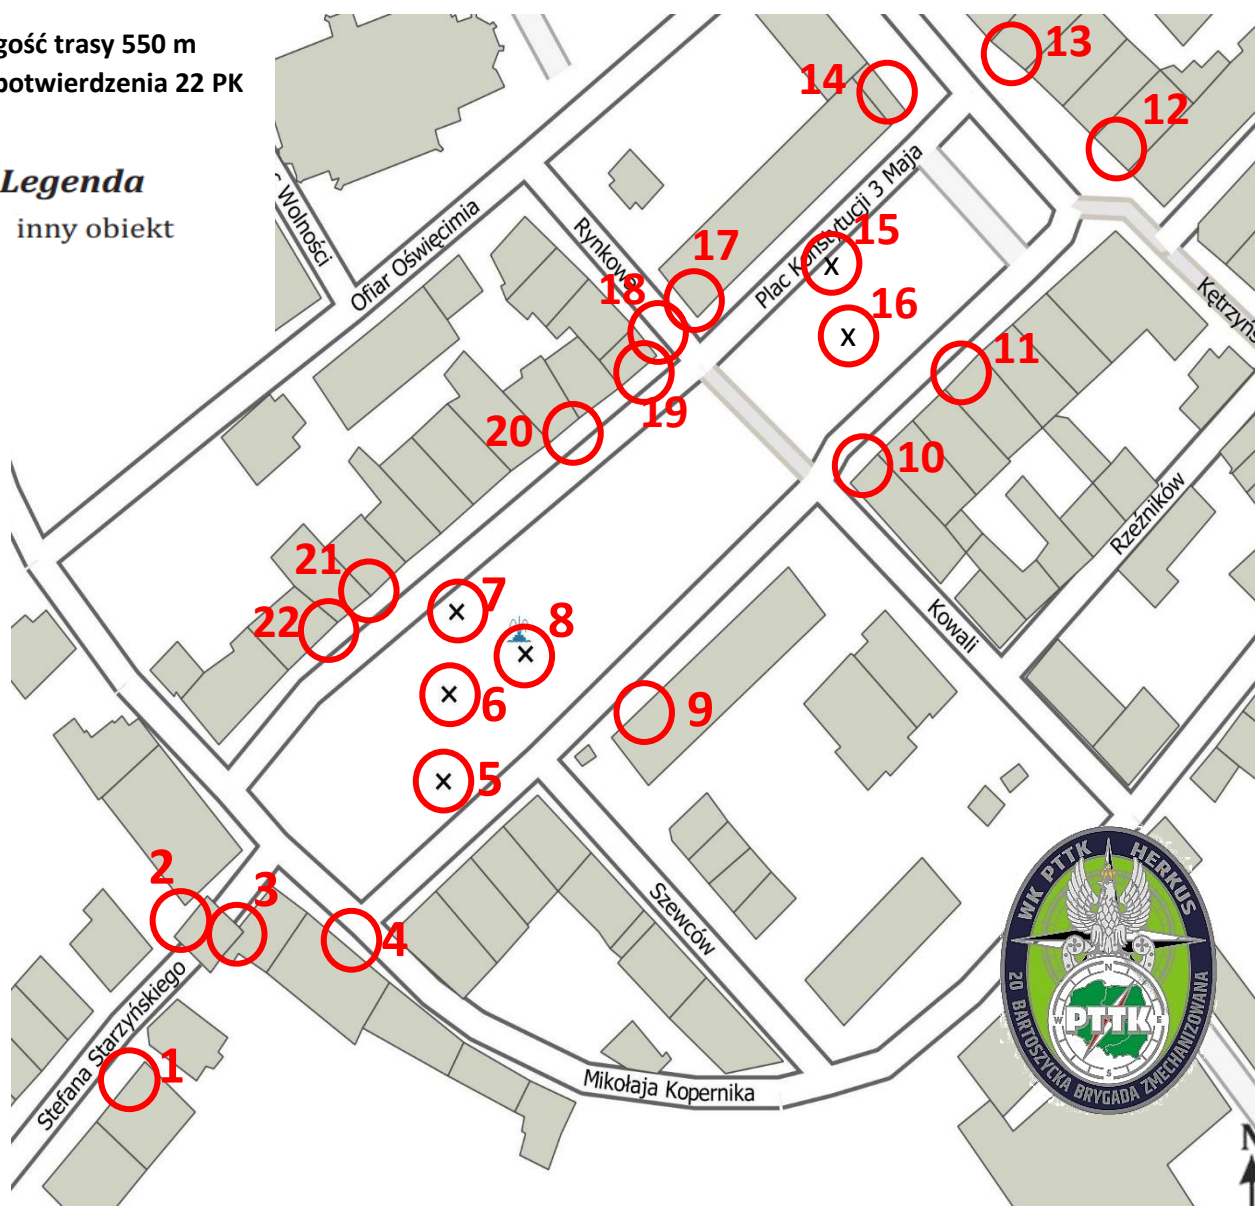 gość trasy 550 m
potwierdzenia 22 PK
Legenda
inny obiekt
Wolności
Ofiar Oświęcimia
Rynkowa
Plac Konstytucji 3 Maja
Kętrzyńs
Rzeźników
Kowali
Szewców
Mikołaja Kopernika
Stefana Starzyńskiego
1
2
3
4
5
6
7
8
9
10
11
12
13
14
15
16
17
18
19
20
21
22
x
x
x
x
x
x
WK PTTK HERKUS
20 BARTOSZYCKA BRYGADA ZMECHANIZOWANA
PTTK
N
E
S
W
N